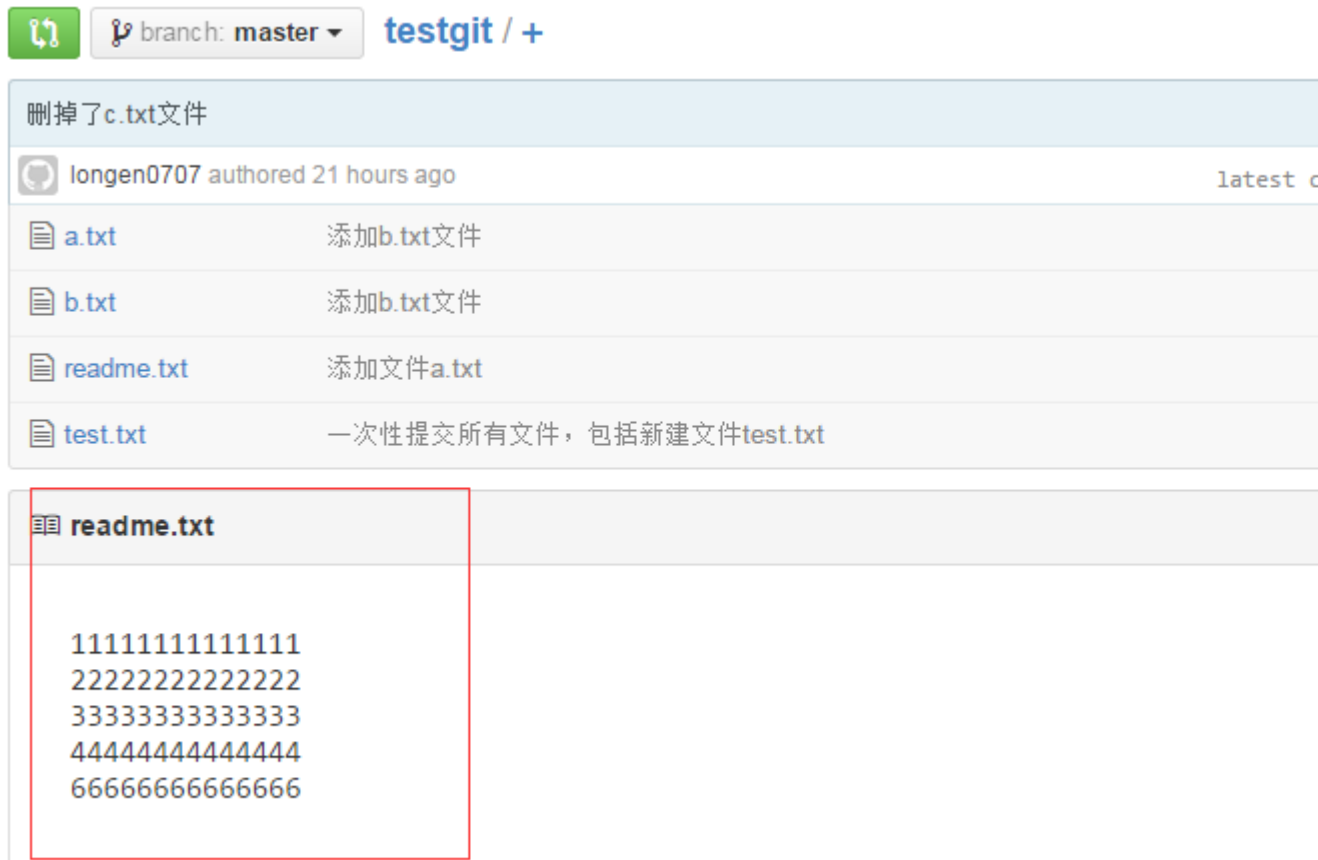 branch: master testgit / +
删掉了c.txt文件
longen0707 authored 21 hours ago latest
a.txt 添加b.txt文件
b.txt 添加b.txt文件
readme.txt 添加文件a.txt
test.txt 一次性提交所有文件，包括新建文件test.txt
readme.txt
11111111111111
22222222222222
33333333333333
44444444444444
66666666666666